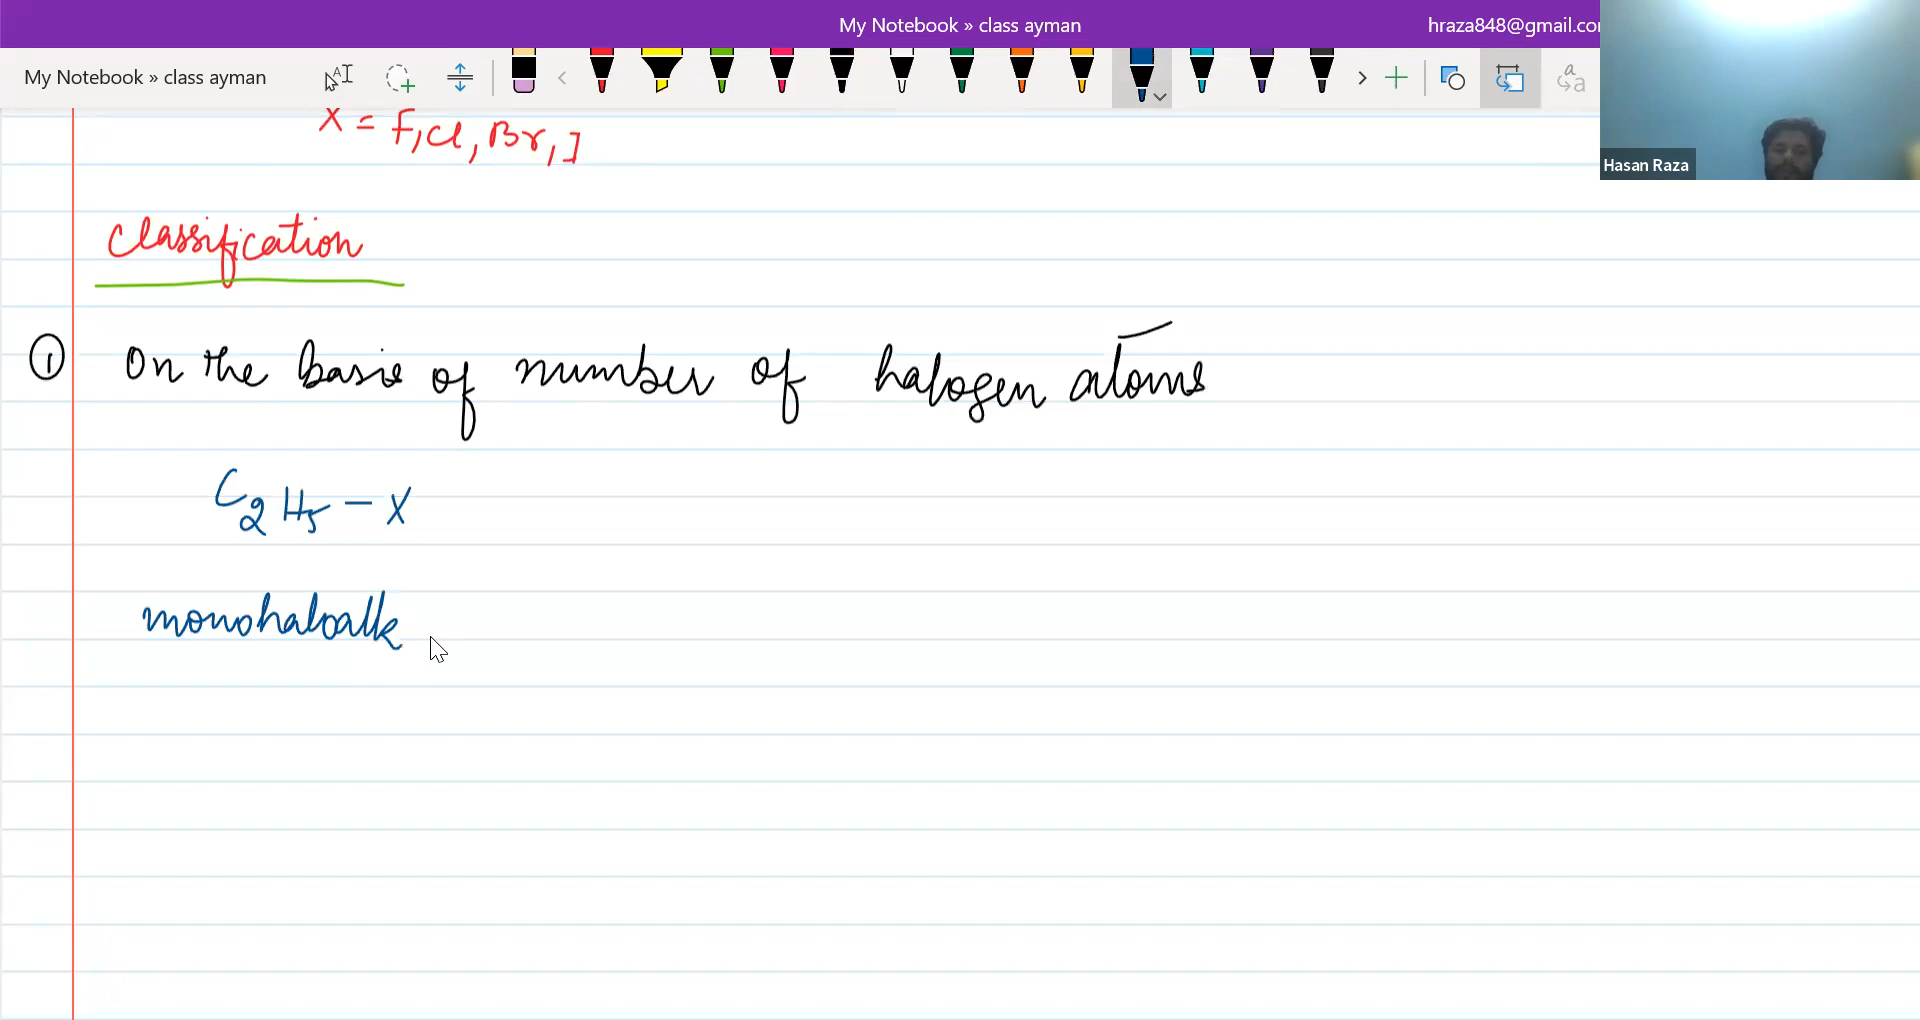 My Notebook » class ayman
hraza848@gmail.co
My Notebook » class ayman
Hasan Raza
X = F, Cl, Br, I
Classification
① On the basis of number of halogen atoms
C₂H₅ – X
monohaloalk